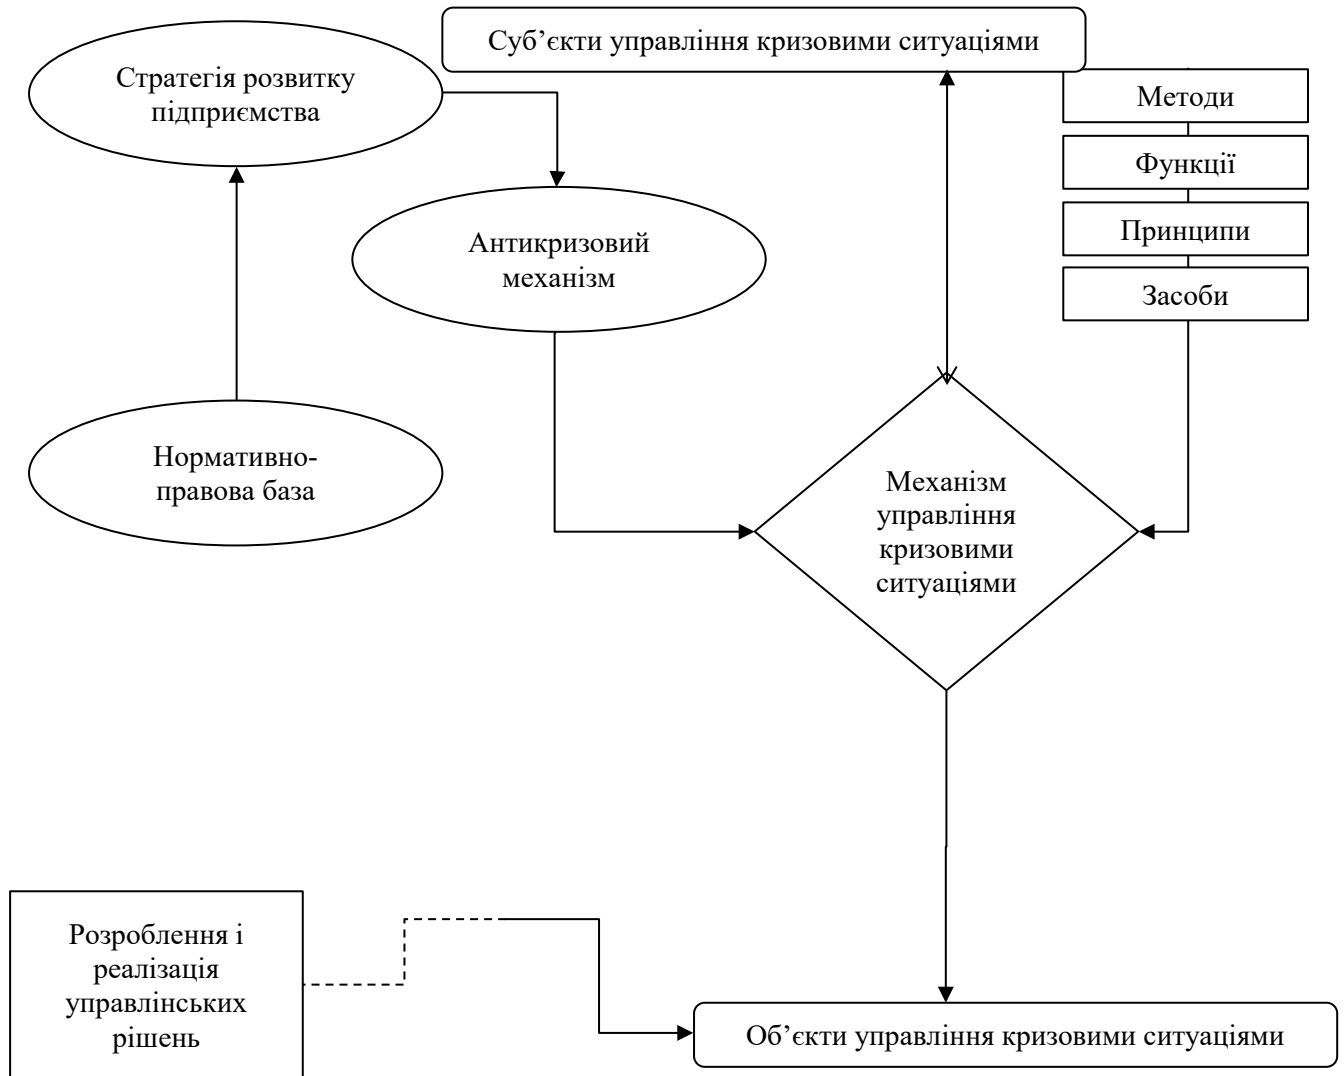 Суб’єкти управління кризовими ситуаціями
Стратегія розвитку
підприємства
Методи
Функції
Принципи
Засоби
Антикризовий
механізм
Нормативно-
правова база
Механізм
управління
кризовими
ситуаціями
Розроблення і
реалізація
управлінських
рішень
Об’єкти управління кризовими ситуаціями